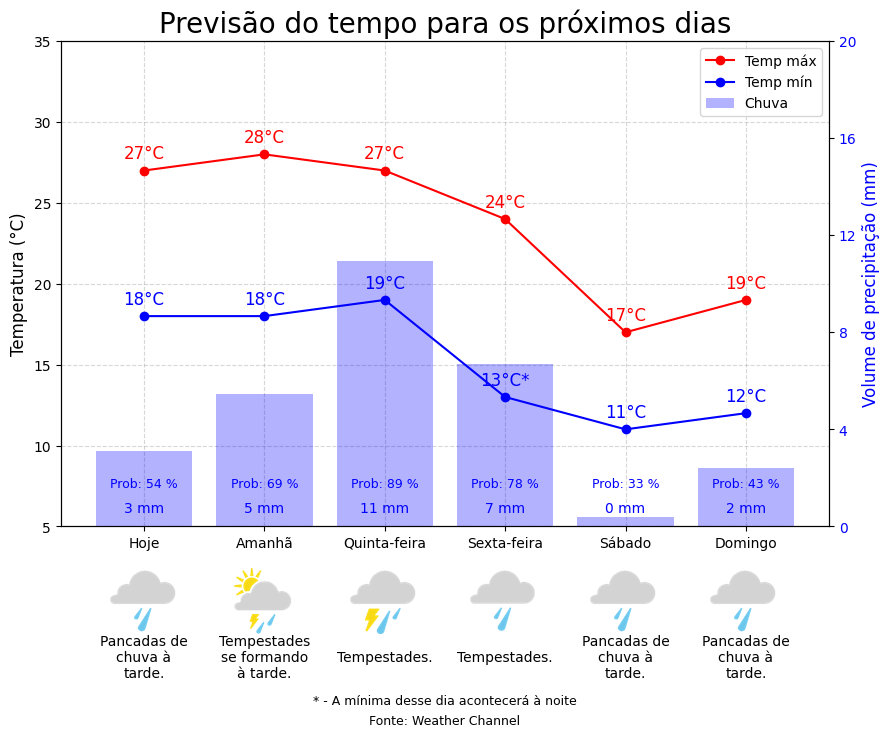 Previsão do tempo para os próximos dias
35
30
25
20
15
10
5
Temperatura (°C)
20
16
12
8
4
0
Volume de precipitação (mm)
Temp máx
Temp mín
Chuva
27°C
28°C
27°C
24°C
17°C
19°C
18°C
18°C
19°C
13°C*
11°C
12°C
Prob: 54 %
Prob: 69 %
Prob: 89 %
Prob: 78 %
Prob: 33 %
Prob: 43 %
3 mm
5 mm
11 mm
7 mm
0 mm
2 mm
Hoje
Amanhã
Quinta-feira
Sexta-feira
Sábado
Domingo
Pancadas de
chuva à
tarde.
Tempestades
se formando
à tarde.
Tempestades.
Tempestades.
Pancadas de
chuva à
tarde.
Pancadas de
chuva à
tarde.
* - A mínima desse dia acontecerá à noite
Fonte: Weather Channel